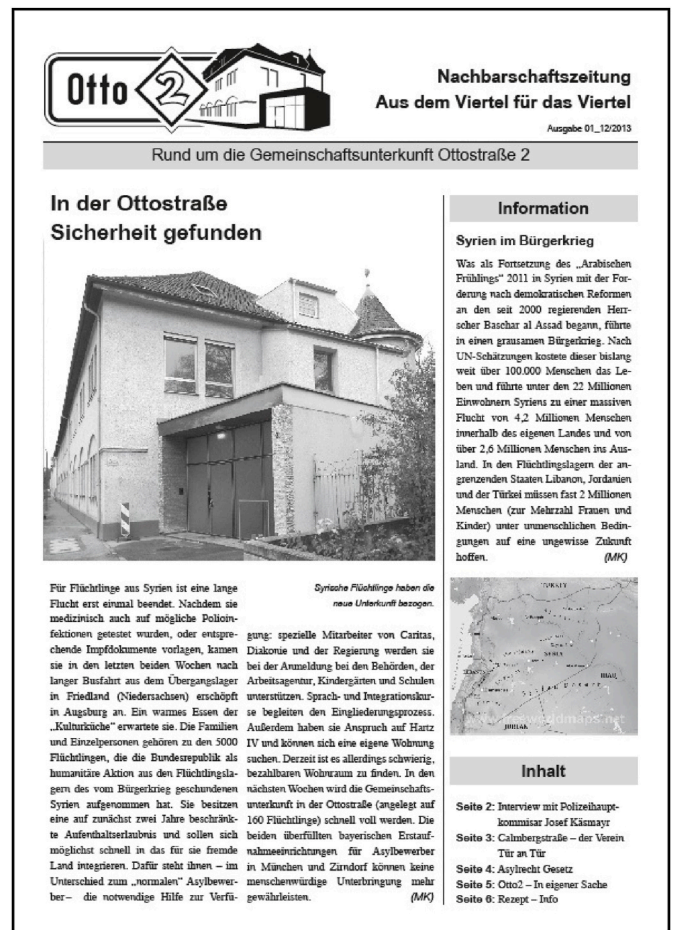 Otto 2
Nachbarschaftszeitung
Aus dem Viertel für das Viertel
Ausgabe 01_12/2013
Rund um die Gemeinschaftsunterkunft Ottostraße 2
In der Ottostraße
Sicherheit gefunden
Für Flüchtlinge aus Syrien ist eine lange
Flucht erst einmal beendet. Nachdem sie
medizinisch auch auf mögliche Polioin-
fektionen getestet wurden, oder entspre-
chende Impfdokumente vorlagen, kamen
sie in den letzten beiden Wochen nach
langer Busfahrt aus dem Übergangslager
in Friedland (Niedersachsen) erschöpft
in Augsburg an. Ein warmes Essen der
„Kulturküche" erwartete sie. Die Familien
und Einzelpersonen gehören zu den 5000
Flüchtlingen, die die Bundesrepublik als
humanitäre Aktion aus den Flüchtlingsla-
gern des vom Bürgerkrieg geschundenen
Syrien aufgenommen hat. Sie besitzen
eine auf zunächst zwei Jahre beschränk-
te Aufenthaltserlaubnis und sollen sich
möglichst schnell in das für sie fremde
Land integrieren. Dafür steht ihnen – im
Unterschied zum „normalen" Asylbewer-
ber – die notwendige Hilfe zur Verfü-
Syrische Flüchtlinge haben die
neue Unterkunft bezogen.
gung: spezielle Mitarbeiter von Caritas,
Diakonie und der Regierung werden sie
bei der Anmeldung bei den Behörden, der
Arbeitsagentur, Kindergärten und Schulen
unterstützen. Sprach- und Integrationskur-
se begleiten den Eingliederungsprozess.
Außerdem haben sie Anspruch auf Hartz
IV und können sich eine eigene Wohnung
suchen. Derzeit ist es allerdings schwierig,
bezahlbaren Wohnraum zu finden. In den
nächsten Wochen wird die Gemeinschafts-
unterkunft in der Ottostraße (angelegt auf
160 Flüchtlinge) schnell voll werden. Die
beiden überfüllten bayerischen Erstauf-
nahmeeinrichtungen für Asylbewerber
in München und Zirndorf können keine
menschenwürdige Unterbringung mehr
gewährleisten. (MK)
Information
Syrien im Bürgerkrieg
Was als Fortsetzung des „Arabischen
Frühlings" 2011 in Syrien mit der For-
derung nach demokratischen Reformen
an den seit 2000 regierenden Herr-
scher Baschar al Assad begann, führte
in einen grausamen Bürgerkrieg. Nach
UN-Schätzungen kostete dieser bislang
weit über 100.000 Menschen das Le-
ben und führte unter den 22 Millionen
Einwohnern Syriens zu einer massiven
Flucht von 4,2 Millionen Menschen
innerhalb des eigenen Landes und von
über 2,6 Millionen Menschen ins Aus-
land. In den Flüchtlingslagern der an-
grenzenden Staaten Libanon, Jordanien
und der Türkei müssen fast 2 Millionen
Menschen (zur Mehrzahl Frauen und
Kinder) unter unmenschlichen Bedin-
gungen auf eine ungewisse Zukunft
hoffen. (MK)
TURKEY
SYRIA
IRAQ
JORDAN
Inhalt
Seite 2: Interview mit Polizeihaupt-
kommisar Josef Käsmayr
Seite 3: Calmbergstraße – der Verein
Tür an Tür
Seite 4: Asylrecht Gesetz
Seite 5: Otto2 – In eigener Sache
Seite 6: Rezept – Info